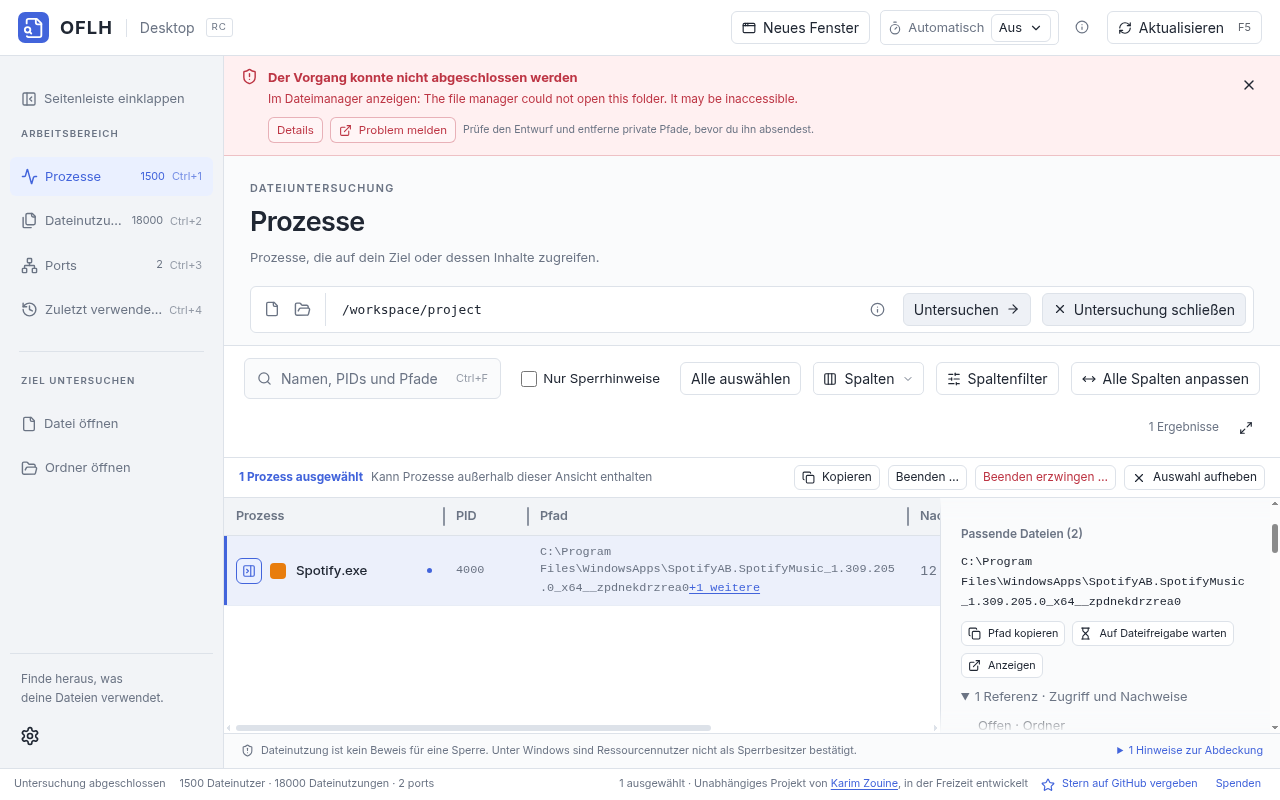 OFLH Desktop RC
Neues Fenster
Automatisch Aus
Aktualisieren F5
Seitenleiste einklappen
ARBEITSBEREICH
Prozesse 1500 Ctrl+1
Dateinutzu... 18000 Ctrl+2
Ports 2 Ctrl+3
Zuletzt verwende... Ctrl+4
ZIEL UNTERSUCHEN
Datei öffnen
Ordner öffnen
Finde heraus, was
deine Dateien verwendet.
Der Vorgang konnte nicht abgeschlossen werden
Im Dateimanager anzeigen: The file manager could not open this folder. It may be inaccessible.
Details Problem melden Prüfe den Entwurf und entferne private Pfade, bevor du ihn absendest.
DATEIUNTERSUCHUNG
Prozesse
Prozesse, die auf dein Ziel oder dessen Inhalte zugreifen.
/workspace/project Untersuchen Untersuchung schließen
Namen, PIDs und Pfade Ctrl+F Nur Sperrhinweise Alle auswählen Spalten Spaltenfilter Alle Spalten anpassen
1 Ergebnisse
1 Prozess ausgewählt Kann Prozesse außerhalb dieser Ansicht enthalten Kopieren Beenden ... Beenden erzwingen ... Auswahl aufheben
Prozess PID Pfad Nac
Spotify.exe 4000
C:\Program
Files\WindowsApps\SpotifyAB.SpotifyMusic_1.309.205
.0_x64__zpdnekdrzrea0+1 weitere
12
Passende Dateien (2)
C:\Program
Files\WindowsApps\SpotifyAB.SpotifyMusic
_1.309.205.0_x64__zpdnekdrzrea0
Pfad kopieren Auf Dateifreigabe warten
Anzeigen
1 Referenz · Zugriff und Nachweise
Offen · Ordner
Dateinutzung ist kein Beweis für eine Sperre. Unter Windows sind Ressourcennutzer nicht als Sperrbesitzer bestätigt. 1 Hinweise zur Abdeckung
Untersuchung abgeschlossen 1500 Dateinutzer · 18000 Dateinutzungen · 2 ports 1 ausgewählt · Unabhängiges Projekt von Karim Zouine, in der Freizeit entwickelt Stern auf GitHub vergeben Spenden